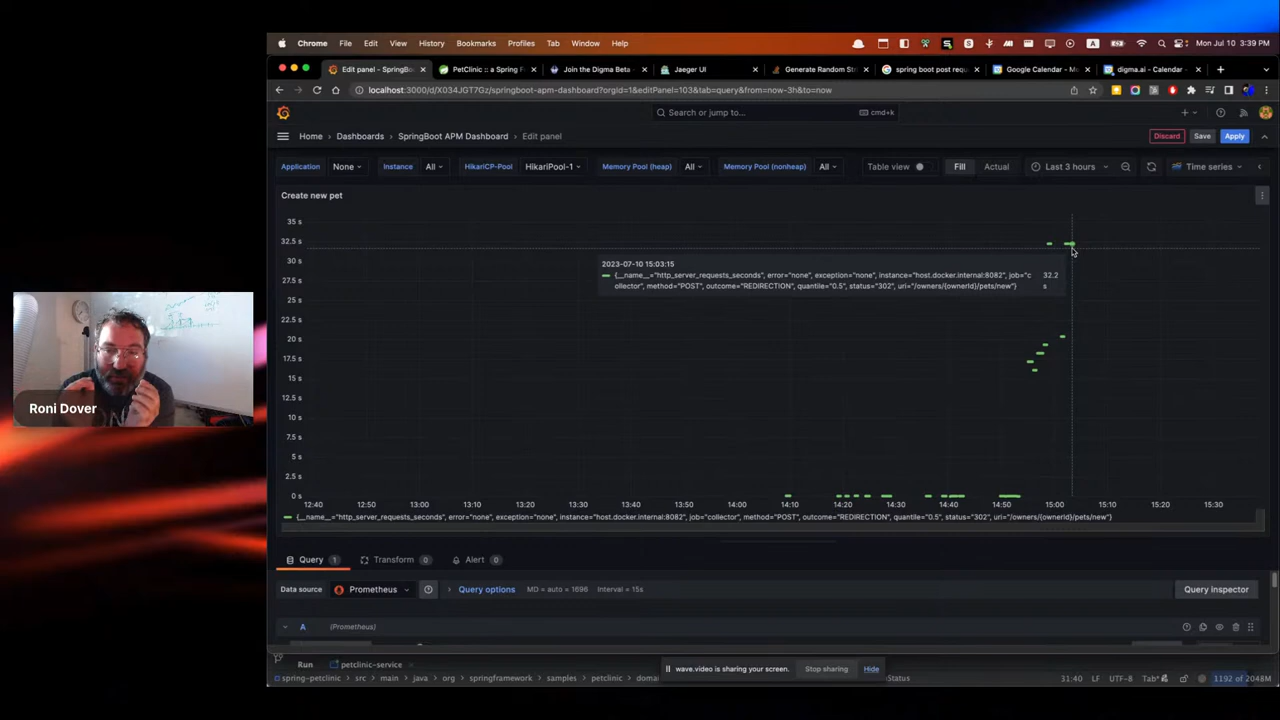 Chrome File Edit View History Bookmarks Profiles Tab Window Help
A
Mon Jul 10 3:39 PM
Edit panel - SpringBo
PetClinic :: a Spring F
Join the Digma Beta -
Jaeger UI
Generate Random St
spring boot post requ
Google Calendar - M
digma.ai - Calendar -
localhost:3000/d/X034JGT7Gz/springboot-apm-dashboard?orgId=1&editPanel=103&tab=query&from=now-3h&to=now
Search or jump to...
cmd+k
Home > Dashboards > SpringBoot APM Dashboard > Edit panel
Discard Save Apply
Application None
Instance All
HikariCP-Pool HikariPool-1
Memory Pool (heap) All
Memory Pool (nonheap) All
Table view
Fill Actual
Last 3 hours
Time series
Create new pet
35 s
32.5 s
30 s
27.5 s
25 s
22.5 s
20 s
17.5 s
15 s
12.5 s
10 s
7.5 s
5 s
2.5 s
0 s
2023-07-10 15:03:15
{__name__="http_server_requests_seconds", error="none", exception="none", instance="host.docker.internal:8082", job="c 32.2
ollector", method="POST", outcome="REDIRECTION", quantile="0.5", status="302", uri="/owners/{ownerId}/pets/new"} s
12:40 12:50 13:00 13:10 13:20 13:30 13:40 13:50 14:00 14:10 14:20 14:30 14:40 14:50 15:00 15:10 15:20 15:30
{__name__="http_server_requests_seconds", error="none", exception="none", instance="host.docker.internal:8082", job="collector", method="POST", outcome="REDIRECTION", quantile="0.5", status="302", uri="/owners/{ownerId}/pets/new"}
Query 1
Transform 0
Alert 0
Data source Prometheus
Query options MD = auto = 1696 Interval = 15s
Query inspector
A (Prometheus)
Run petclinic-service
wave.video is sharing your screen. Stop sharing Hide
spring-petclinic > src > main > java > org > springframework > samples > petclinic > doma
Status
31:40 LF UTF-8 Tab* 1192 of 2048M
Roni Dover